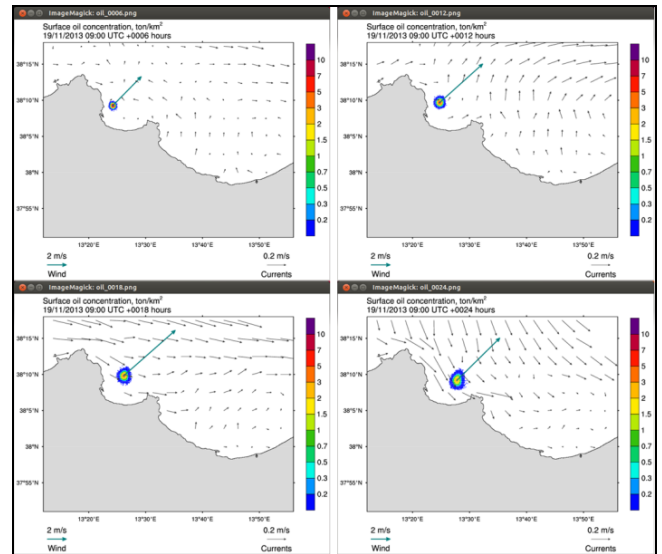 ImageMagick: oil_0006.png
Surface oil concentration, ton/km²
19/11/2013 09:00 UTC +0006 hours
38°15'N
38°10'N
38°5'N
38°N
37°55'N
13°20'E 13°30'E 13°40'E 13°50'E
10
7
5
3
2
1.5
1
0.7
0.5
0.3
0.2
2 m/s
Wind
0.2 m/s
Currents
ImageMagick: oil_0012.png
Surface oil concentration, ton/km²
19/11/2013 09:00 UTC +0012 hours
38°15'N
38°10'N
38°5'N
38°N
37°55'N
13°20'E 13°30'E 13°40'E 13°50'E
10
7
5
3
2
1.5
1
0.7
0.5
0.3
0.2
2 m/s
Wind
0.2 m/s
Currents
ImageMagick: oil_0018.png
Surface oil concentration, ton/km²
19/11/2013 09:00 UTC +0018 hours
38°15'N
38°10'N
38°5'N
38°N
37°55'N
13°20'E 13°30'E 13°40'E 13°50'E
10
7
5
3
2
1.5
1
0.7
0.5
0.3
0.2
2 m/s
Wind
0.2 m/s
Currents
ImageMagick: oil_0024.png
Surface oil concentration, ton/km²
19/11/2013 09:00 UTC +0024 hours
38°15'N
38°10'N
38°5'N
38°N
37°55'N
13°20'E 13°30'E 13°40'E 13°50'E
10
7
5
3
2
1.5
1
0.7
0.5
0.3
0.2
2 m/s
Wind
0.2 m/s
Currents